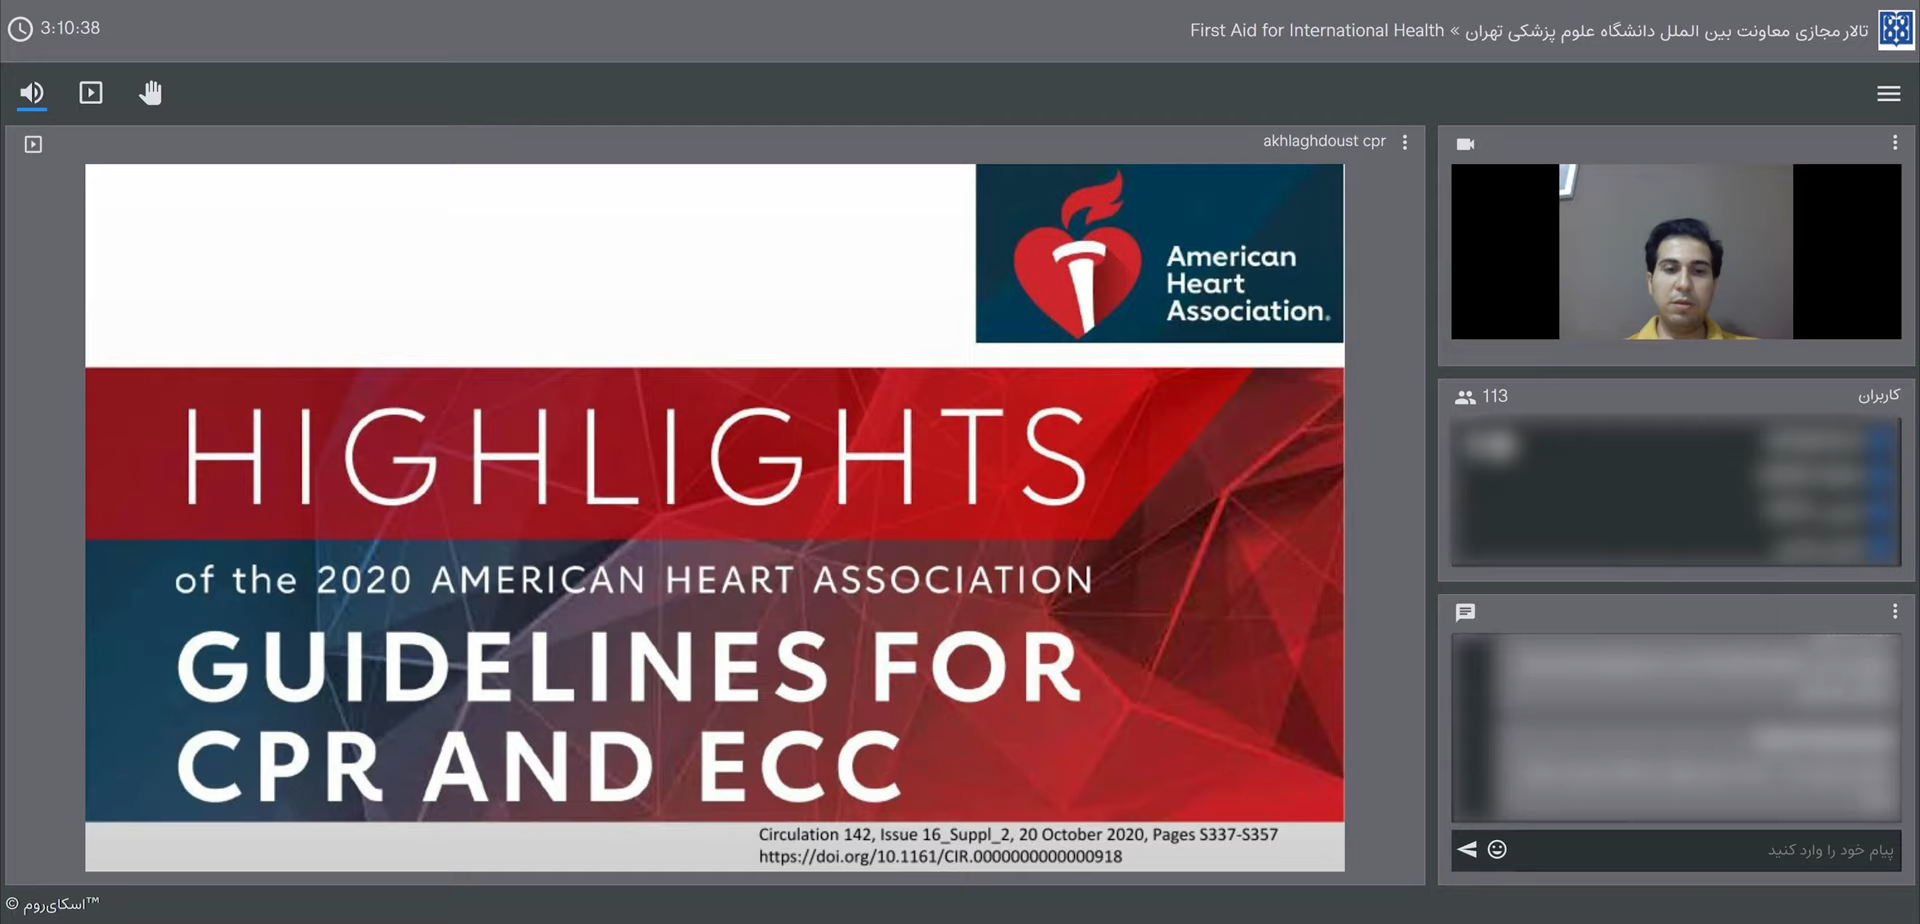 3:10:38
تالار مجازی معاونت بین الملل دانشگاه علوم پزشکی تهران » First Aid for International Health
akhlaghdoust cpr
American
Heart
Association.
HIGHLIGHTS
of the 2020 AMERICAN HEART ASSOCIATION
GUIDELINES FOR
CPR AND ECC
Circulation 142, Issue 16_Suppl_2, 20 October 2020, Pages S337-S357
https://doi.org/10.1161/CIR.0000000000000918
113
کاربران
پیام خود را وارد کنید
© اسکای‌روم™